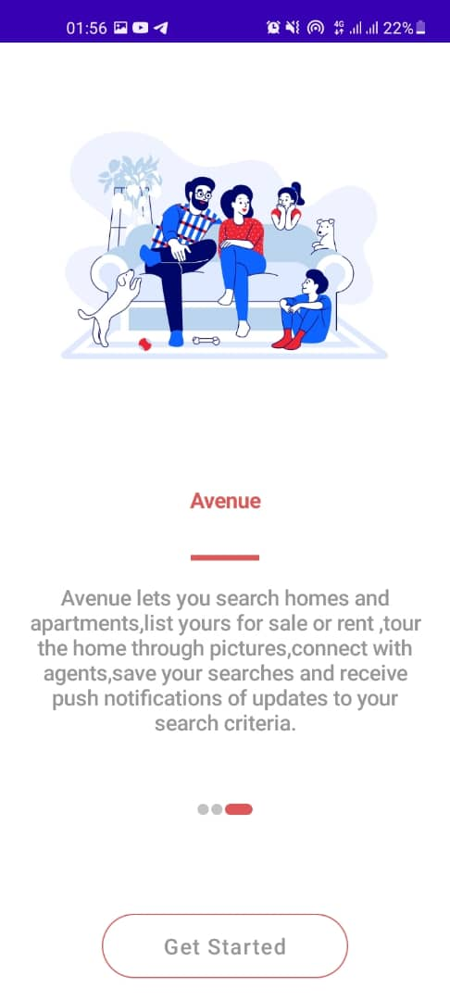 01:56 4G 22%
Avenue
Avenue lets you search homes and
apartments,list yours for sale or rent ,tour
the home through pictures,connect with
agents,save your searches and receive
push notifications of updates to your
search criteria.
Get Started